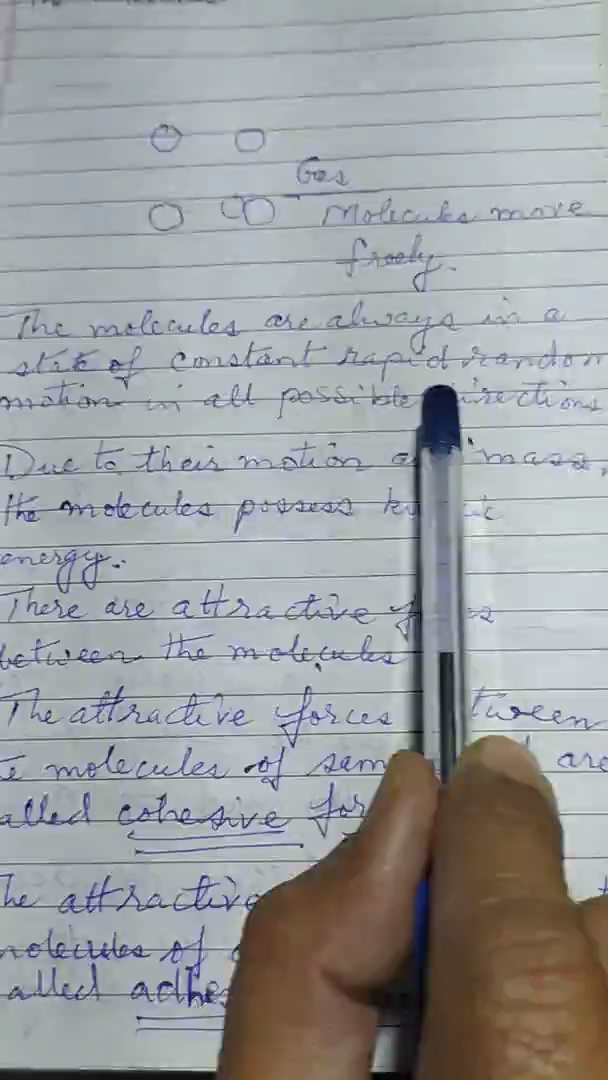 Gas
Molecules move
freely.
The molecules are always in a
state of constant rapid random
motion in all possible directions
Due to their motion mass,
the molecules possess
energy.
There are attractive
between the molecules
The attractive forces
molecules of are
called cohesive
The attractive
molecules of
called